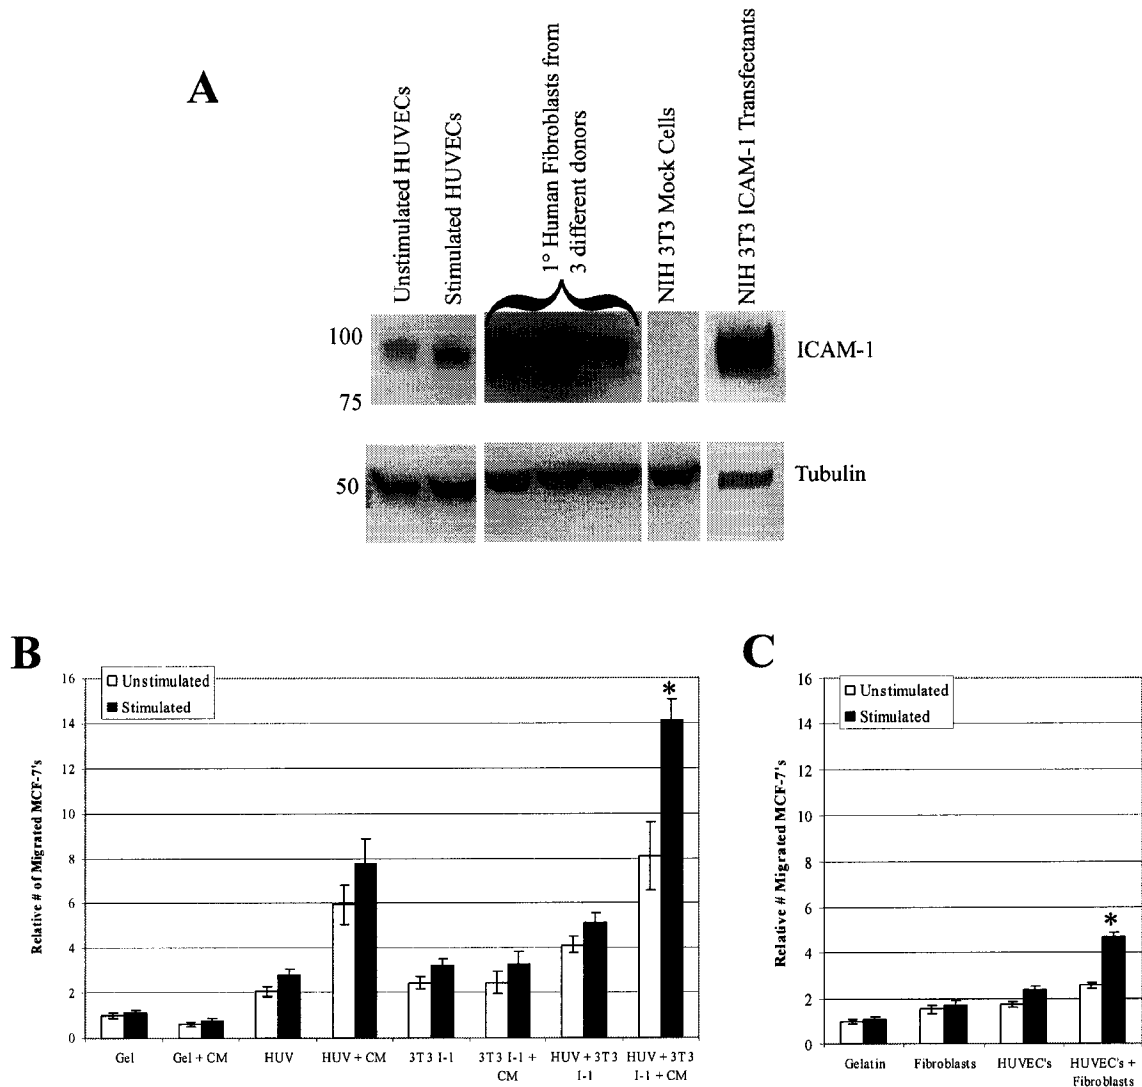 A
Unstimulated HUVECs
Stimulated HUVECs
1° Human Fibroblasts from
3 different donors
NIH 3T3 Mock Cells
NIH 3T3 ICAM-1 Transfectants
100
75
ICAM-1
50
Tubulin
B
Unstimulated
Stimulated
Relative # of Migrated MCF-7's
16
14
12
10
8
6
4
2
0
*
Gel
Gel + CM
HUV
HUV + CM
3T3 I-1
3T3 I-1 +
CM
HUV + 3T3
I-1
HUV + 3T3
I-1 + CM
C
Unstimulated
Stimulated
Relative # Migrated MCF-7's
16
14
12
10
8
6
4
2
0
*
Gelatin
Fibroblasts
HUVEC's
HUVEC's +
Fibroblasts